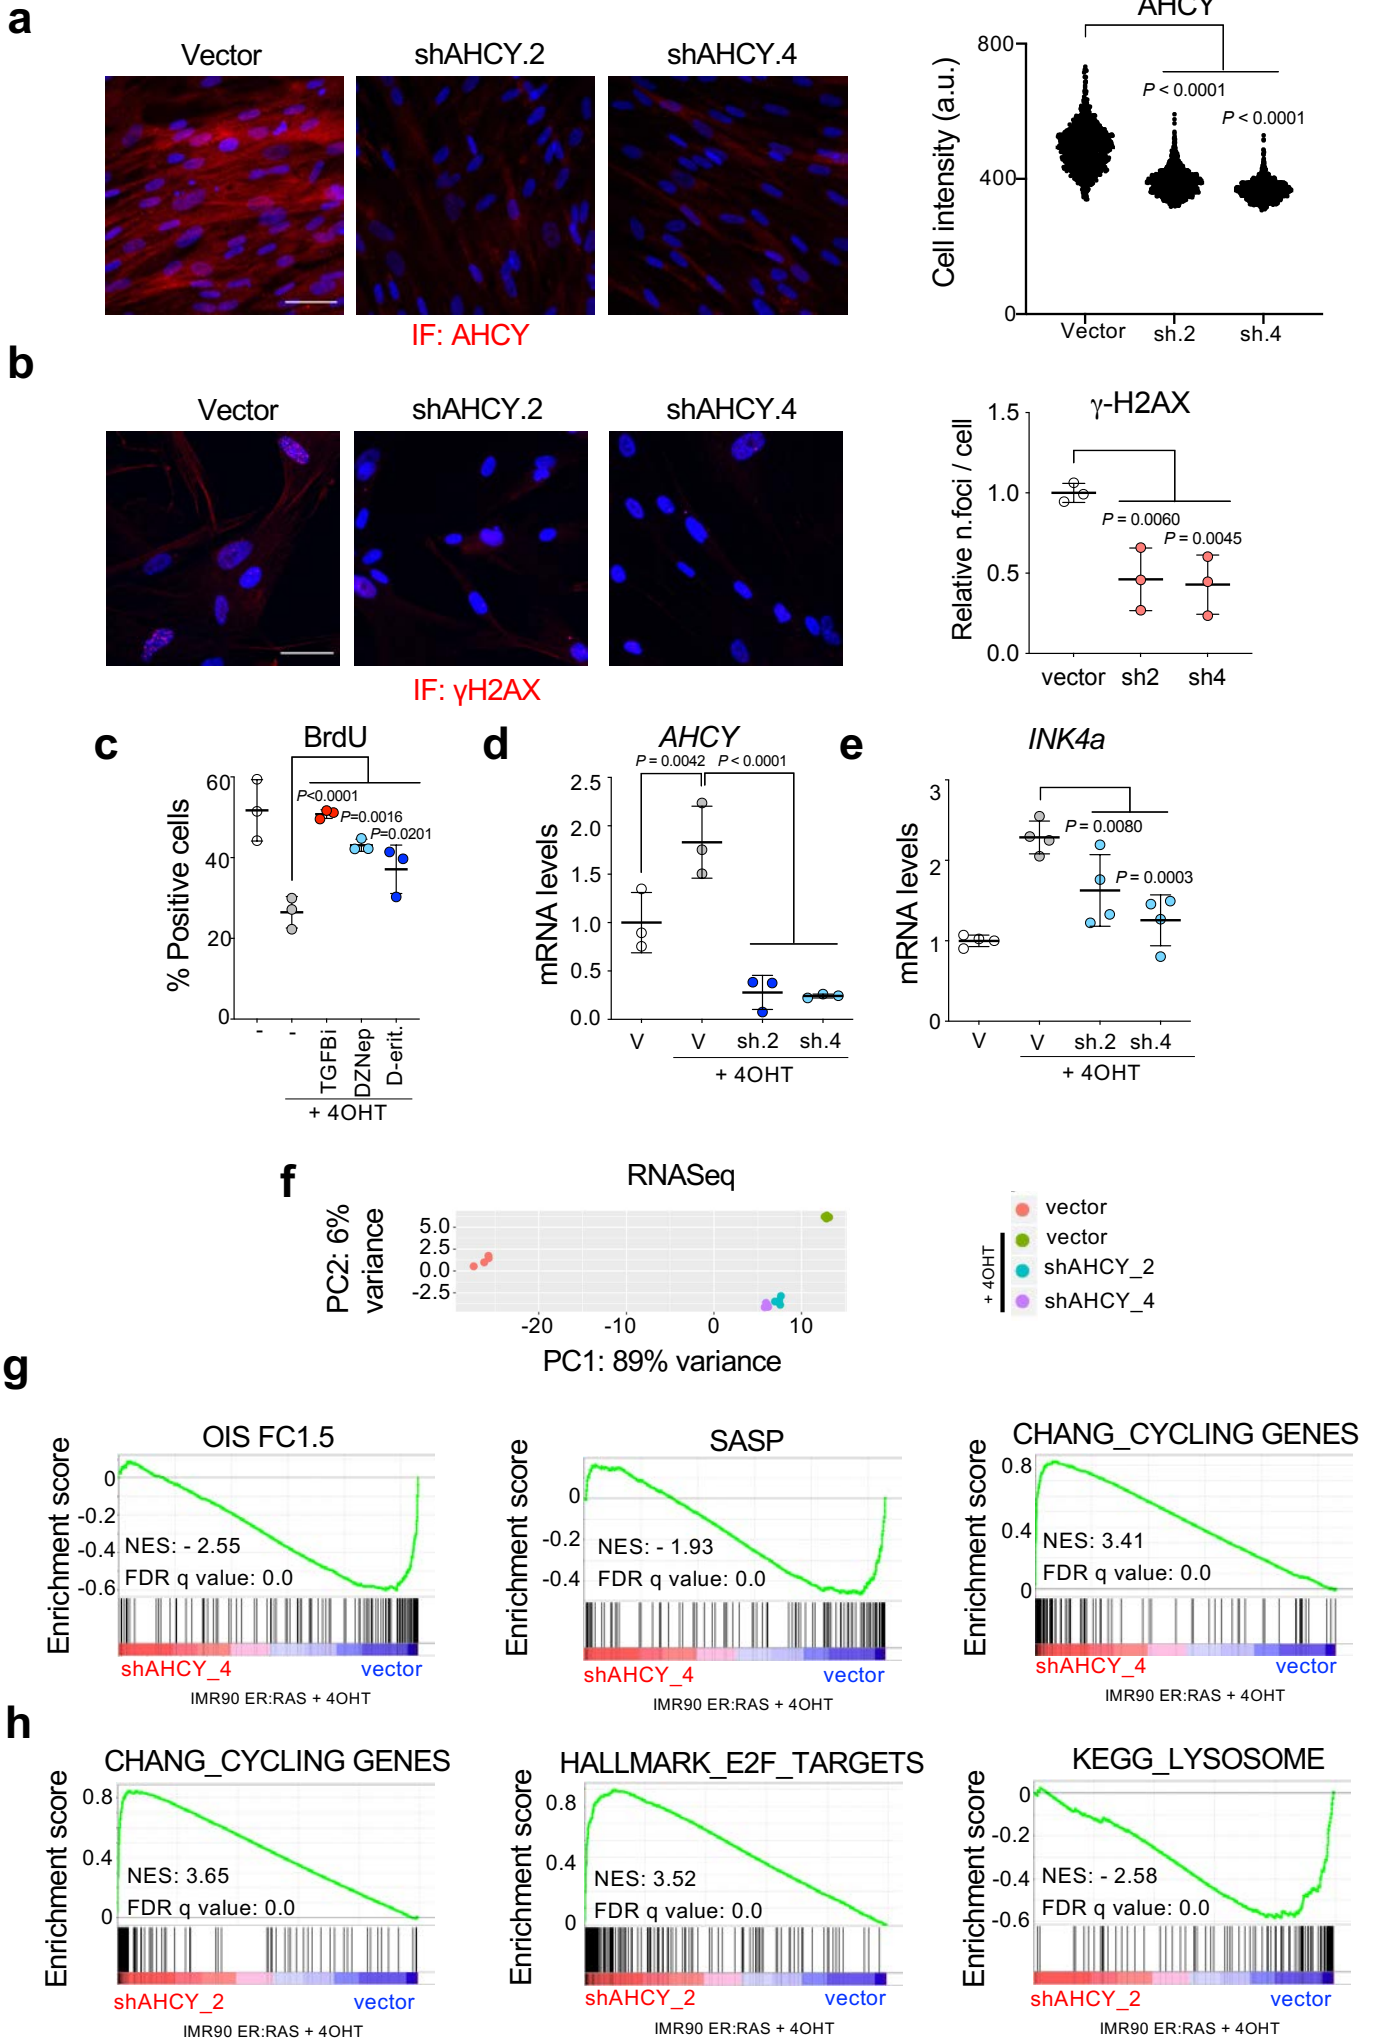 a
Vector
shAHCY.2
shAHCY.4
IF: AHCY
AHCY
Cell intensity (a.u.)
800
400
0
P < 0.0001
P < 0.0001
Vector
sh.2
sh.4
b
Vector
shAHCY.2
shAHCY.4
IF: γH2AX
γ-H2AX
Relative n.foci / cell
1.5
1.0
0.5
0.0
P = 0.0060
P = 0.0045
vector
sh2
sh4
c
BrdU
% Positive cells
60
40
20
0
P<0.0001
P=0.0016
P=0.0201
-
-
TGFBi
DZNep
D-erit.
+ 4OHT
d
AHCY
mRNA levels
2.5
2.0
1.5
1.0
0.5
0.0
P = 0.0042
P < 0.0001
V
V
sh.2
sh.4
+ 4OHT
e
INK4a
mRNA levels
3
2
1
0
P = 0.0080
P = 0.0003
V
V
sh.2
sh.4
+ 4OHT
f
RNASeq
PC2: 6%
variance
5.0
2.5
0.0
-2.5
-20
-10
0
10
PC1: 89% variance
vector
vector
shAHCY_2
shAHCY_4
+ 4OHT
g
OIS FC1.5
Enrichment score
0
-0.2
-0.4
-0.6
NES: - 2.55
FDR q value: 0.0
shAHCY_4
vector
IMR90 ER:RAS + 4OHT
SASP
Enrichment score
0
-0.2
-0.4
NES: - 1.93
FDR q value: 0.0
shAHCY_4
vector
IMR90 ER:RAS + 4OHT
CHANG_CYCLING GENES
Enrichment score
0.8
0.4
0
NES: 3.41
FDR q value: 0.0
shAHCY_4
vector
IMR90 ER:RAS + 4OHT
h
CHANG_CYCLING GENES
Enrichment score
0.8
0.4
0
NES: 3.65
FDR q value: 0.0
shAHCY_2
vector
IMR90 ER:RAS + 4OHT
HALLMARK_E2F_TARGETS
Enrichment score
0.8
0.4
0
NES: 3.52
FDR q value: 0.0
shAHCY_2
vector
IMR90 ER:RAS + 4OHT
KEGG_LYSOSOME
Enrichment score
0
-0.2
-0.4
-0.6
NES: - 2.58
FDR q value: 0.0
shAHCY_2
vector
IMR90 ER:RAS + 4OHT